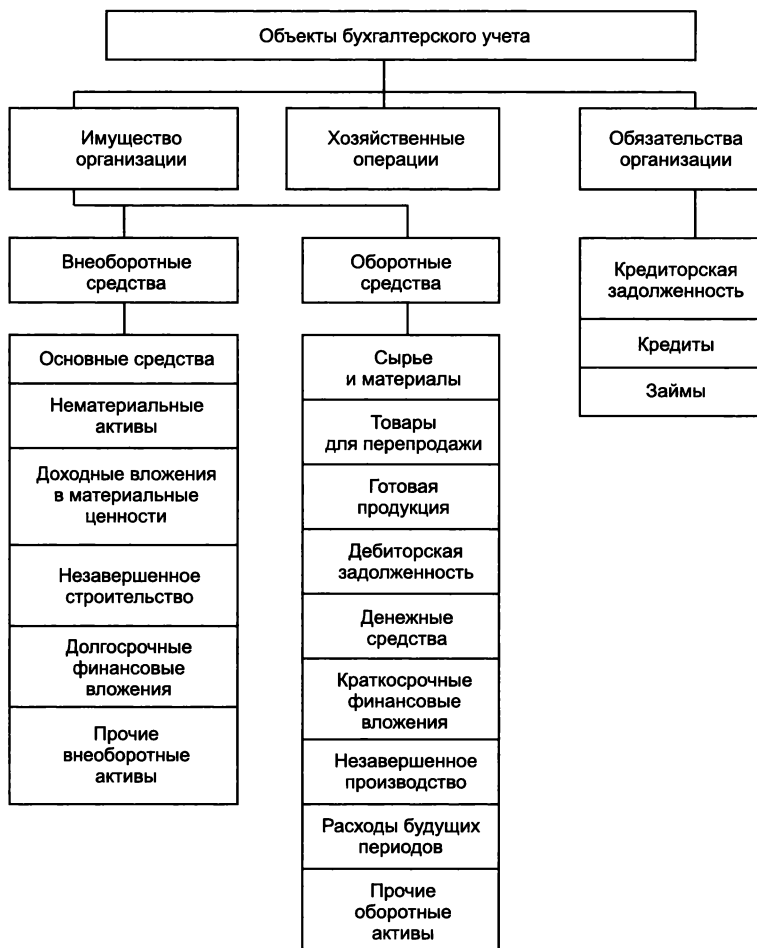 Объекты бухгалтерского учета
Имущество
организации
Хозяйственные
операции
Обязательства
организации
Внеоборотные
средства
Оборотные
средства
Кредиторская
задолженность
Кредиты
Займы
Основные средства
Нематериальные
активы
Доходные вложения
в материальные
ценности
Незавершенное
строительство
Долгосрочные
финансовые
вложения
Прочие
внеоборотные
активы
Сырье
и материалы
Товары
для перепродажи
Готовая
продукция
Дебиторская
задолженность
Денежные
средства
Краткосрочные
финансовые
вложения
Незавершенное
производство
Расходы будущих
периодов
Прочие
оборотные
активы